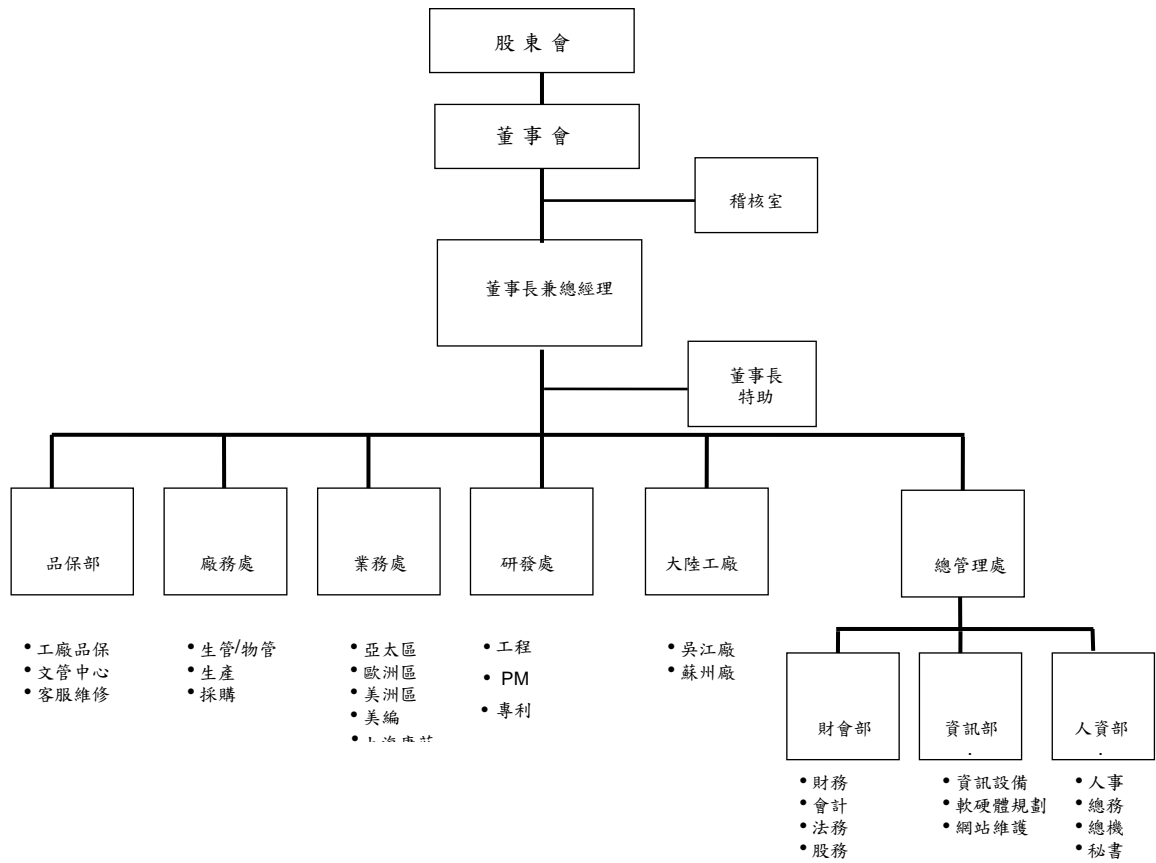 股東會
董事會
稽核室
董事長兼總經理
董事長
特助
品保部
廠務處
業務處
研發處
大陸工廠
總管理處
• 工廠品保
• 文管中心
• 客服維修
• 生管/物管
• 生產
• 採購
• 亞太區
• 歐洲區
• 美洲區
• 美編
• 工程
• PM
• 專利
• 吳江廠
• 蘇州廠
財會部
資訊部
人資部
• 財務
• 會計
• 法務
• 股務
• 資訊設備
• 軟硬體規劃
• 網站維護
• 人事
• 總務
• 總機
• 秘書